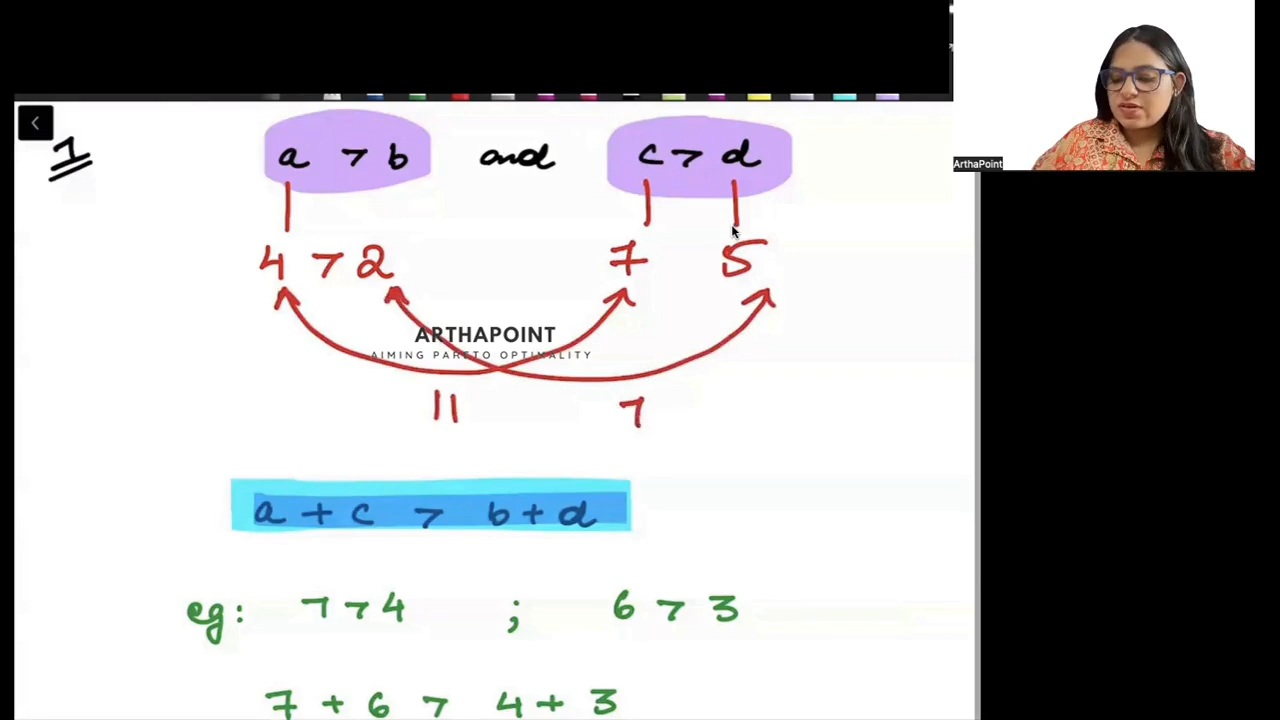 1
a > b and c > d
4 > 2 7 5
ARTHAPOINT
AIMING PARETO OPTIMALITY
11 7
a + c > b + d
eg: 7 > 4 ; 6 > 3
7 + 6 > 4 + 3
ArthaPoint